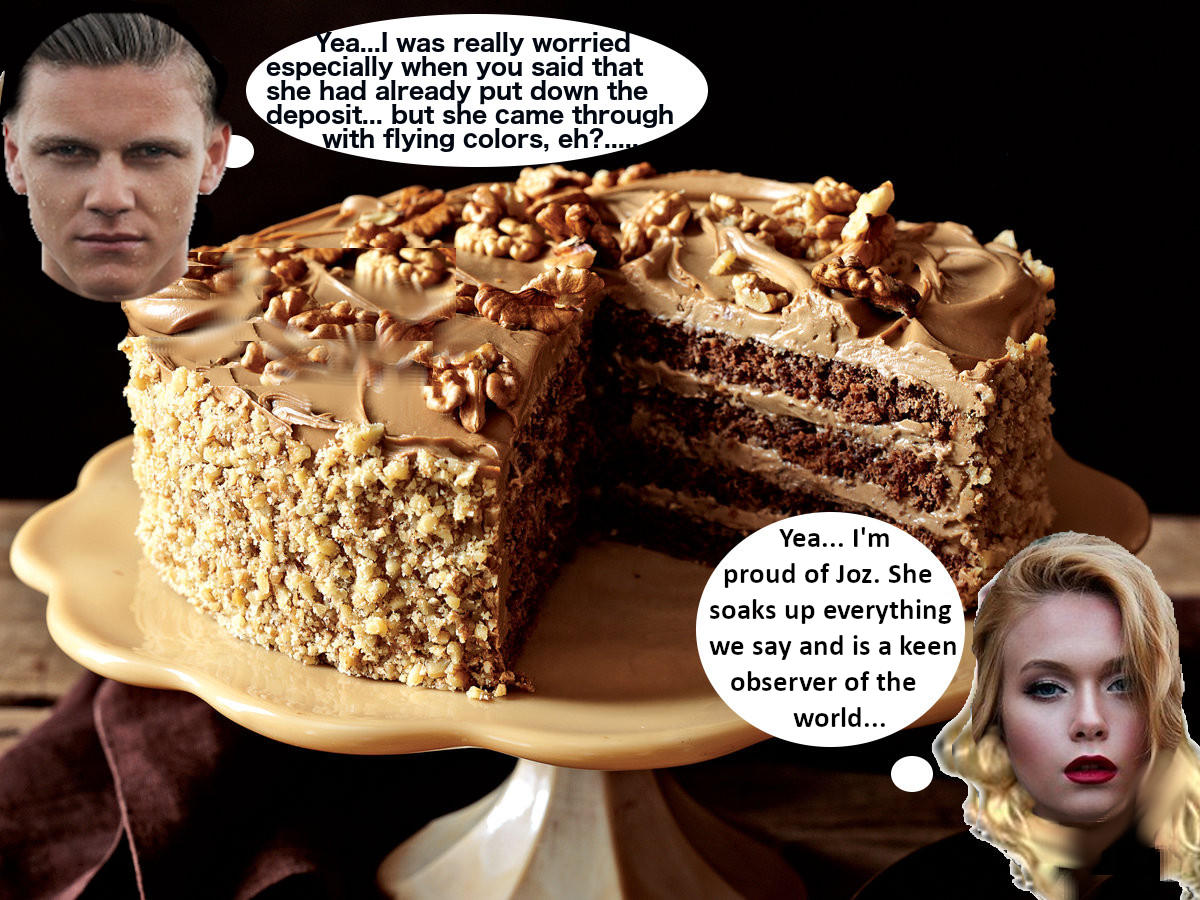 Yea...I was really worried
especially when you said that
she had already put down the
deposit... but she came through
with flying colors, eh?.....
Yea... I'm
proud of Joz. She
soaks up everything
we say and is a keen
observer of the
world...